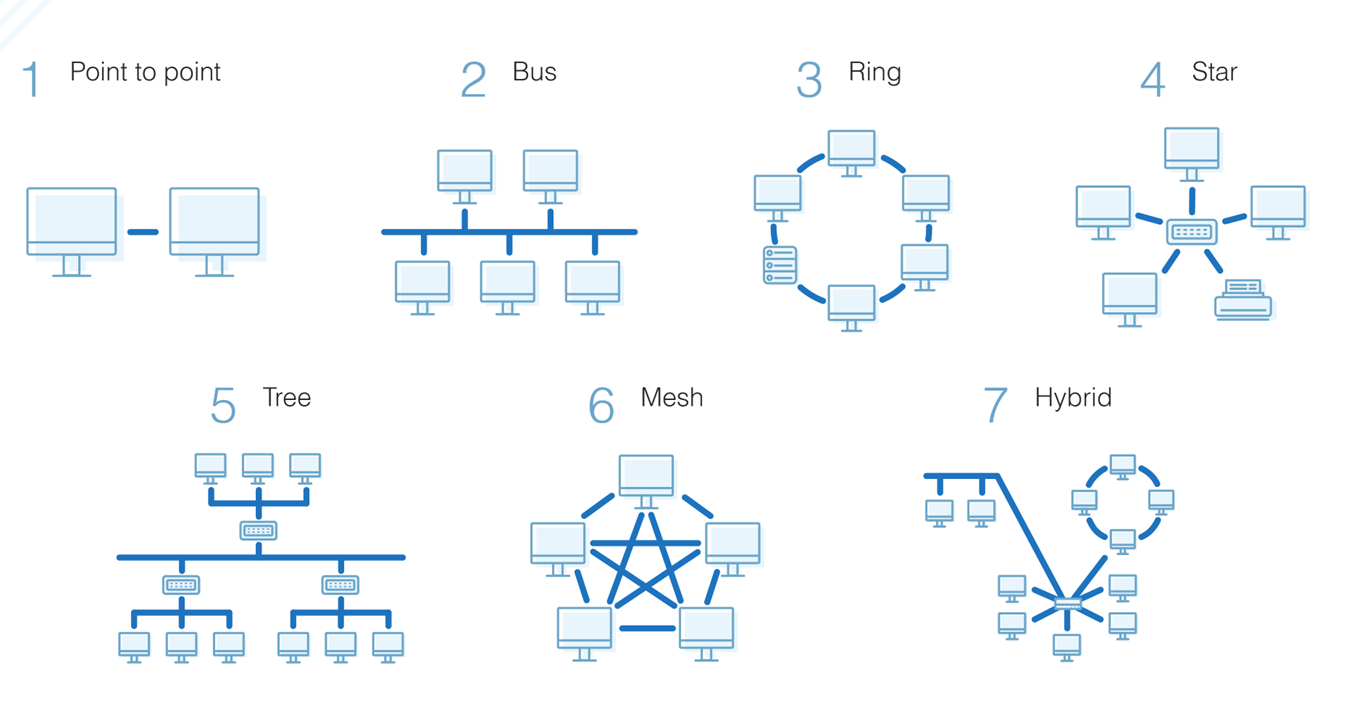 1 Point to point
2 Bus
3 Ring
4 Star
5 Tree
6 Mesh
7 Hybrid